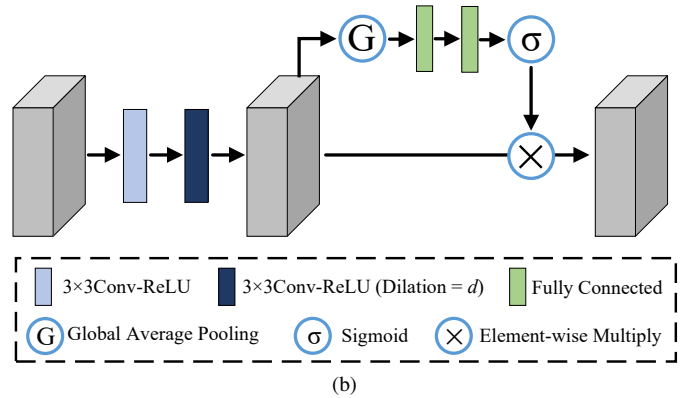 G
σ
×
3×3Conv-ReLU
3×3Conv-ReLU (Dilation = d)
Fully Connected
G Global Average Pooling
σ Sigmoid
× Element-wise Multiply
(b)